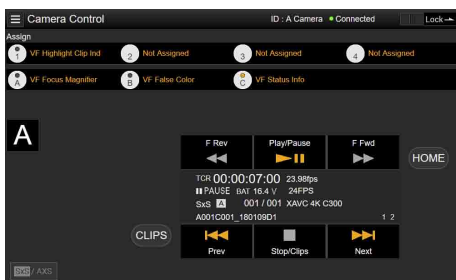 Camera Control
ID : A Camera Connected
Lock
Assign
1 VF Highlight Clip Ind
2 Not Assigned
3 Not Assigned
4 Not Assigned
A VF Focus Magnifier
B VF False Color
C VF Status Info
A
F Rev
Play/Pause
F Fwd
HOME
TCR 00:00:07:00 23.98fps
PAUSE BAT 16.4 V 24FPS
SxS A 001 / 001 XAVC 4K C300
A001C001_180109D1 1 2
CLIPS
Prev
Stop/Clips
Next
SxS / AXS